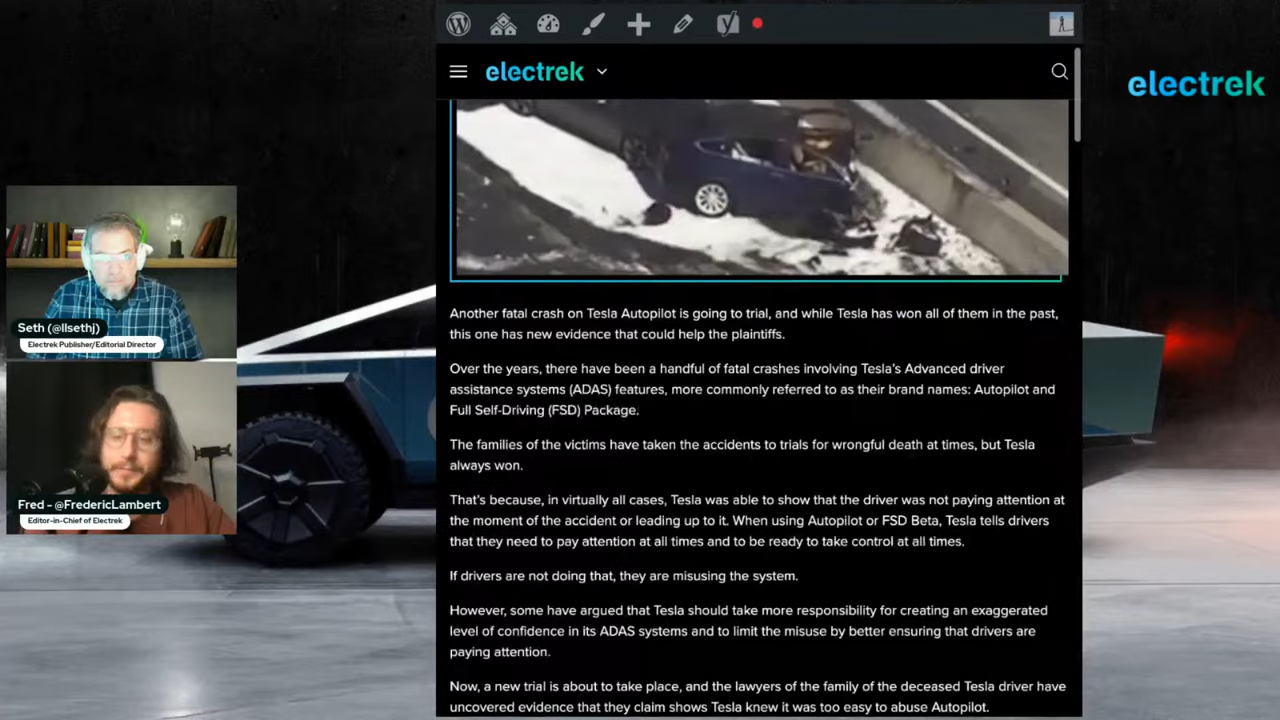 electrek
electrek
Seth (@llsethj)
Electrek Publisher/Editorial Director
Fred - @FredericLambert
Editor-in-Chief of Electrek
Another fatal crash on Tesla Autopilot is going to trial, and while Tesla has won all of them in the past,
this one has new evidence that could help the plaintiffs.
Over the years, there have been a handful of fatal crashes involving Tesla's Advanced driver
assistance systems (ADAS) features, more commonly referred to as their brand names: Autopilot and
Full Self-Driving (FSD) Package.
The families of the victims have taken the accidents to trials for wrongful death at times, but Tesla
always won.
That's because, in virtually all cases, Tesla was able to show that the driver was not paying attention at
the moment of the accident or leading up to it. When using Autopilot or FSD Beta, Tesla tells drivers
that they need to pay attention at all times and to be ready to take control at all times.
If drivers are not doing that, they are misusing the system.
However, some have argued that Tesla should take more responsibility for creating an exaggerated
level of confidence in its ADAS systems and to limit the misuse by better ensuring that drivers are
paying attention.
Now, a new trial is about to take place, and the lawyers of the family of the deceased Tesla driver have
uncovered evidence that they claim shows Tesla knew it was too easy to abuse Autopilot.